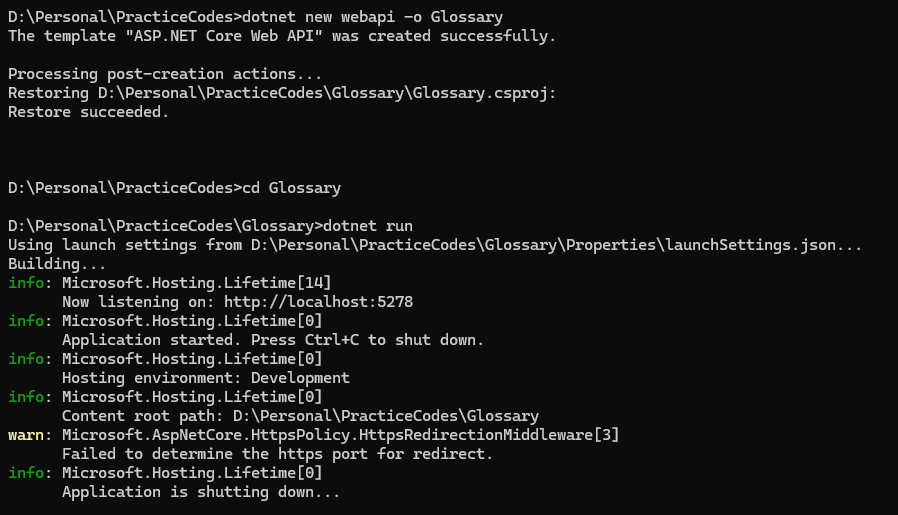 D:\Personal\PracticeCodes>dotnet new webapi -o Glossary
The template "ASP.NET Core Web API" was created successfully.
Processing post-creation actions...
Restoring D:\Personal\PracticeCodes\Glossary\Glossary.csproj:
Restore succeeded.
D:\Personal\PracticeCodes>cd Glossary
D:\Personal\PracticeCodes\Glossary>dotnet run
Using launch settings from D:\Personal\PracticeCodes\Glossary\Properties\launchSettings.json...
Building...
info: Microsoft.Hosting.Lifetime[14]
Now listening on: http://localhost:5278
info: Microsoft.Hosting.Lifetime[0]
Application started. Press Ctrl+C to shut down.
info: Microsoft.Hosting.Lifetime[0]
Hosting environment: Development
info: Microsoft.Hosting.Lifetime[0]
Content root path: D:\Personal\PracticeCodes\Glossary
warn: Microsoft.AspNetCore.HttpsPolicy.HttpsRedirectionMiddleware[3]
Failed to determine the https port for redirect.
info: Microsoft.Hosting.Lifetime[0]
Application is shutting down...